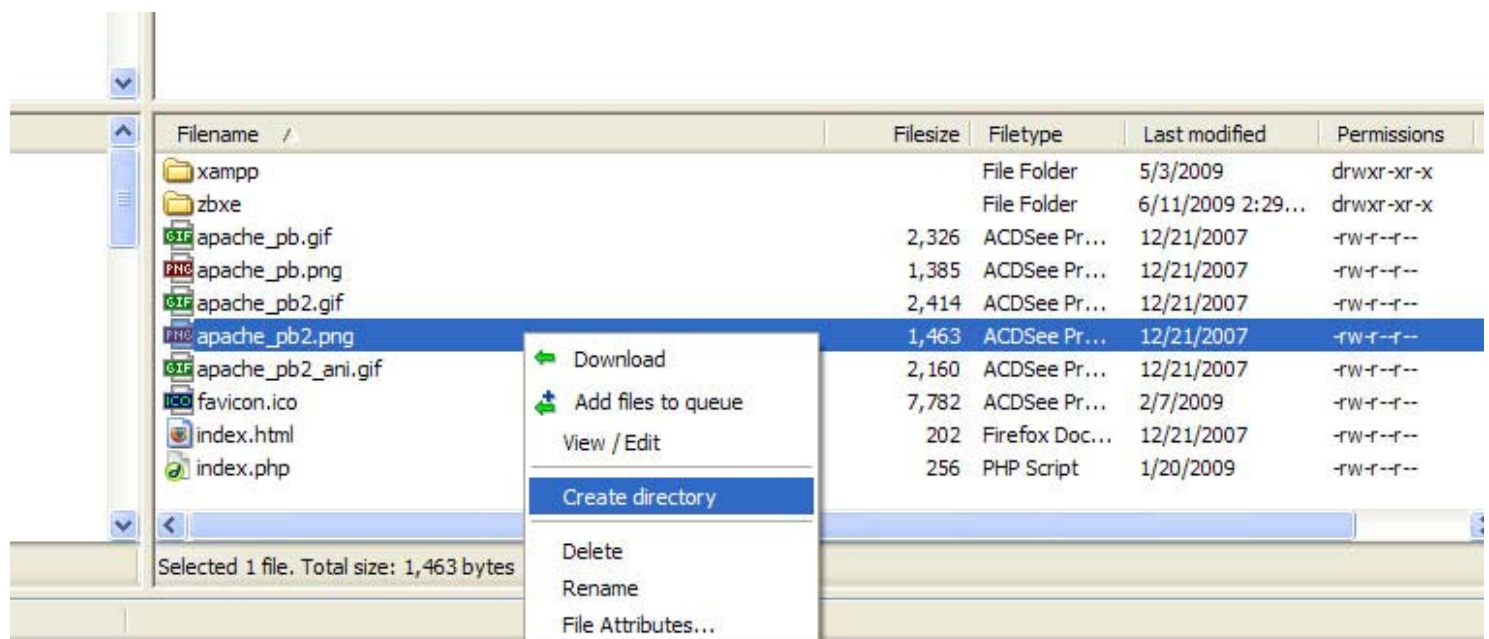 Filename Filesize Filetype Last modified Permissions
xampp File Folder 5/3/2009 drwxr-xr-x
zbxe File Folder 6/11/2009 2:29... drwxr-xr-x
GIF apache_pb.gif 2,326 ACDSee Pr... 12/21/2007 -rw-r--r--
PNG apache_pb.png 1,385 ACDSee Pr... 12/21/2007 -rw-r--r--
GIF apache_pb2.gif 2,414 ACDSee Pr... 12/21/2007 -rw-r--r--
PNG apache_pb2.png 1,463 ACDSee Pr... 12/21/2007 -rw-r--r--
GIF apache_pb2_ani.gif 2,160 ACDSee Pr... 12/21/2007 -rw-r--r--
ICO favicon.ico 7,782 ACDSee Pr... 2/7/2009 -rw-r--r--
index.html 202 Firefox Doc... 12/21/2007 -rw-r--r--
index.php 256 PHP Script 1/20/2009 -rw-r--r--
Download
Add files to queue
View / Edit
Create directory
Delete
Rename
File Attributes...
Selected 1 file. Total size: 1,463 bytes